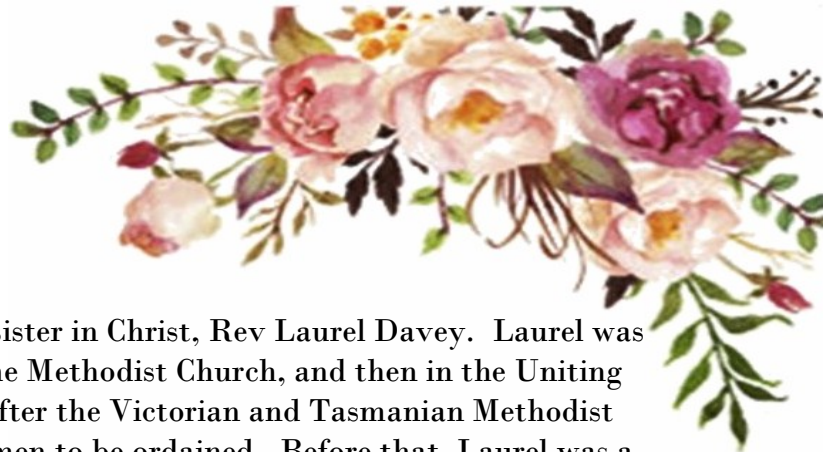 ister in Christ, Rev Laurel Davey.  Laurel was
e Methodist Church, and then in the Uniting
fter the Victorian and Tasmanian Methodist
men to be ordained.  Before that, Laurel was a